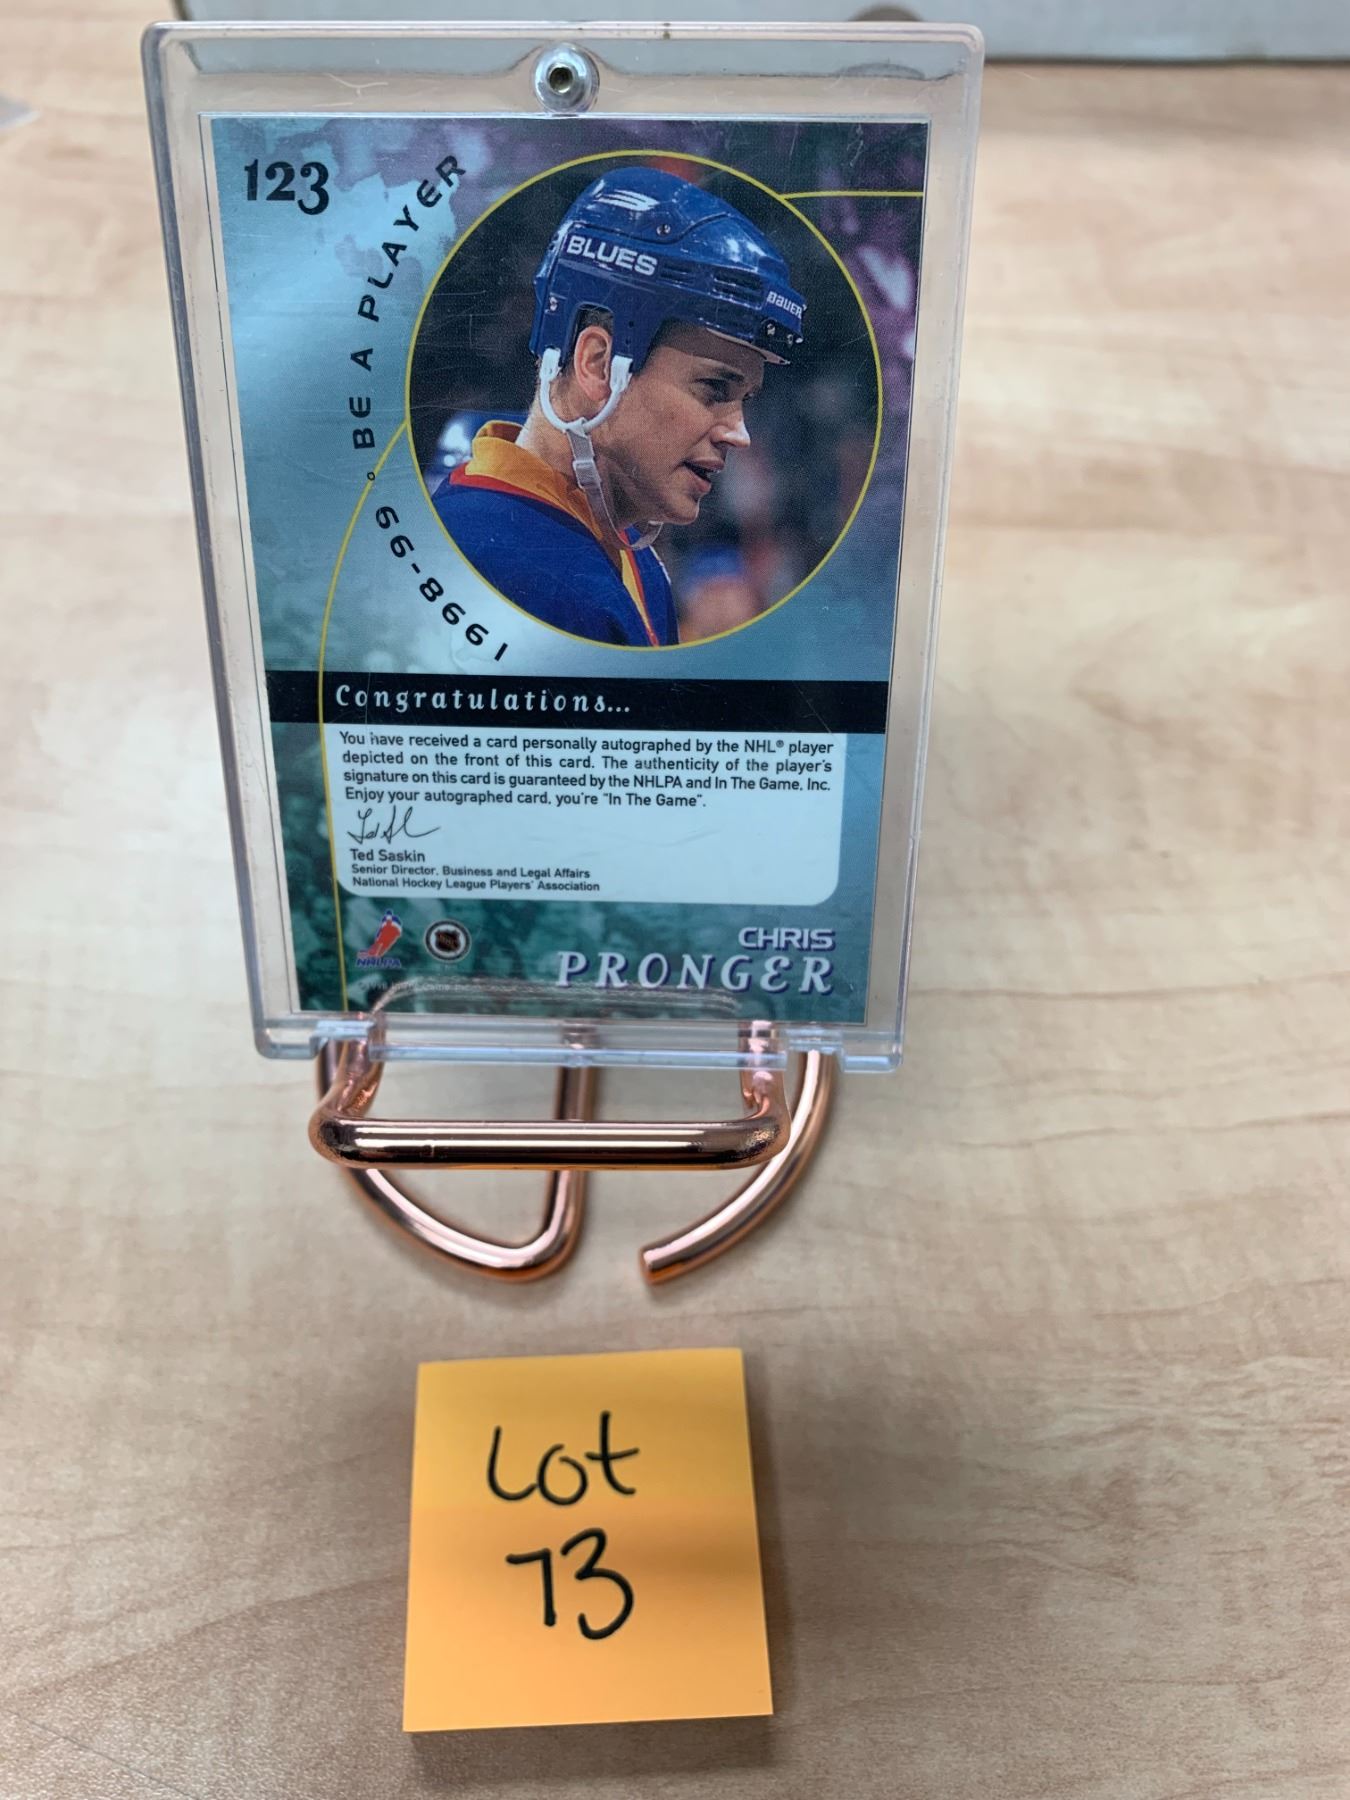 123
BE A PLAYER
1998-99
BLUES
BAUER
Congratulations...
You have received a card personally autographed by the NHL® player
depicted on the front of this card. The authenticity of the player's
signature on this card is guaranteed by the NHLPA and In The Game, Inc.
Enjoy your autographed card, you're "In The Game".
Ted Saskin
Senior Director, Business and Legal Affairs
National Hockey League Players' Association
NHLPA
CHRIS
PRONGER
Lot
73